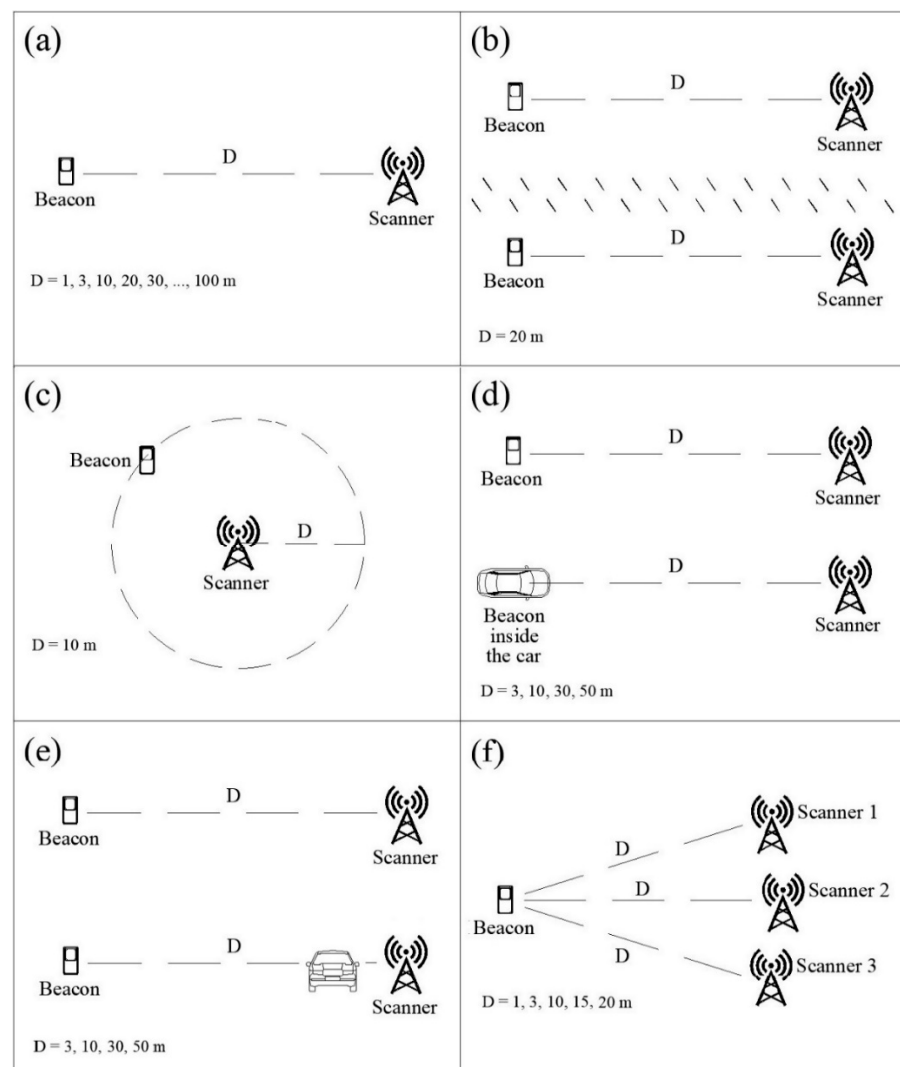 (a)
D
Beacon
Scanner
D = 1, 3, 10, 20, 30, ..., 100 m
(b)
D
Beacon
Scanner
D
Beacon
Scanner
D = 20 m
(c)
Beacon
D
Scanner
D = 10 m
(d)
D
Beacon
Scanner
D
Beacon
inside
the car
Scanner
D = 3, 10, 30, 50 m
(e)
D
Beacon
Scanner
D
Beacon
Scanner
D = 3, 10, 30, 50 m
(f)
Scanner 1
D
D
Scanner 2
Beacon
D
Scanner 3
D = 1, 3, 10, 15, 20 m